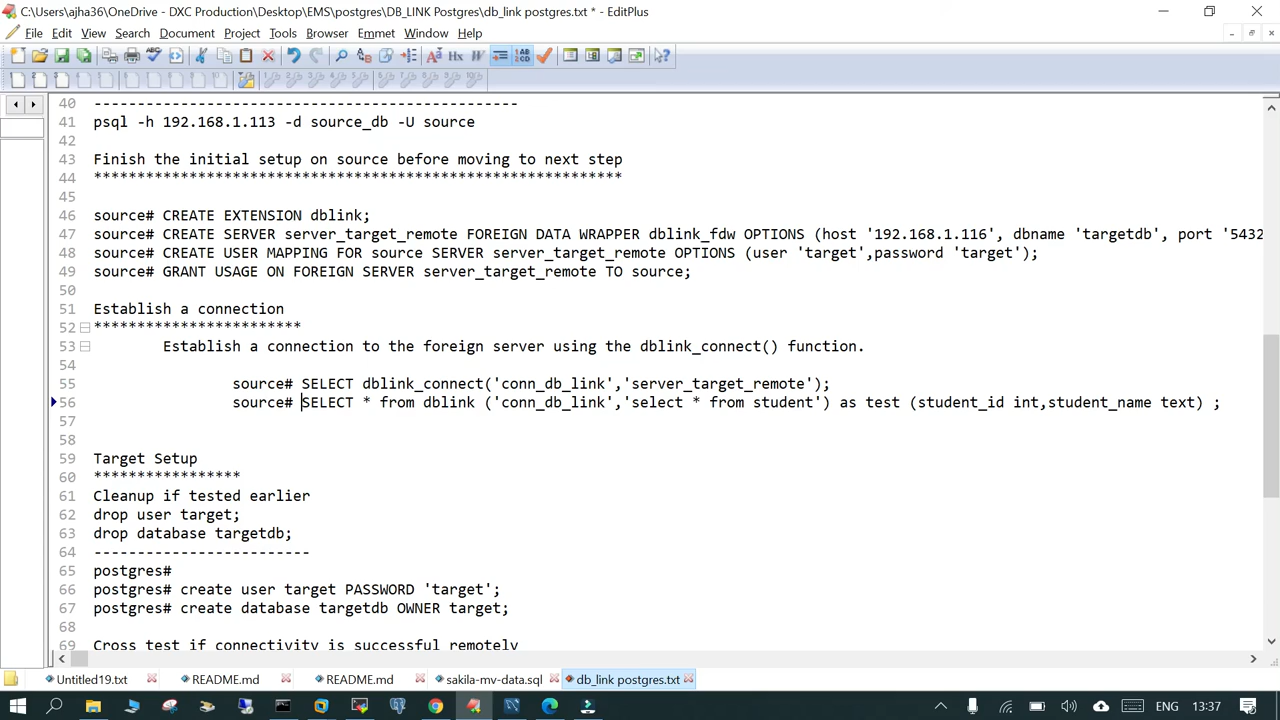 C:\Users\ajha36\OneDrive - DXC Production\Desktop\EMS\postgres\DB_LINK Postgres\db_link postgres.txt * - EditPlus
File Edit View Search Document Project Tools Browser Emmet Window Help
40 -------------------------------------------------
41 psql -h 192.168.1.113 -d source_db -U source
42
43 Finish the initial setup on source before moving to next step
44 *************************************************************
45
46 source# CREATE EXTENSION dblink;
47 source# CREATE SERVER server_target_remote FOREIGN DATA WRAPPER dblink_fdw OPTIONS (host '192.168.1.116', dbname 'targetdb', port '5432
48 source# CREATE USER MAPPING FOR source SERVER server_target_remote OPTIONS (user 'target',password 'target');
49 source# GRANT USAGE ON FOREIGN SERVER server_target_remote TO source;
50
51 Establish a connection
52 ************************
53 Establish a connection to the foreign server using the dblink_connect() function.
54
55 source# SELECT dblink_connect('conn_db_link','server_target_remote');
56 source# SELECT * from dblink ('conn_db_link','select * from student') as test (student_id int,student_name text) ;
57
58
59 Target Setup
60 *****************
61 Cleanup if tested earlier
62 drop user target;
63 drop database targetdb;
64 -------------------------
65 postgres#
66 postgres# create user target PASSWORD 'target';
67 postgres# create database targetdb OWNER target;
68
69 Cross test if connectivity is successful remotely
Untitled19.txt README.md README.md sakila-mv-data.sql db_link postgres.txt
ENG 13:37